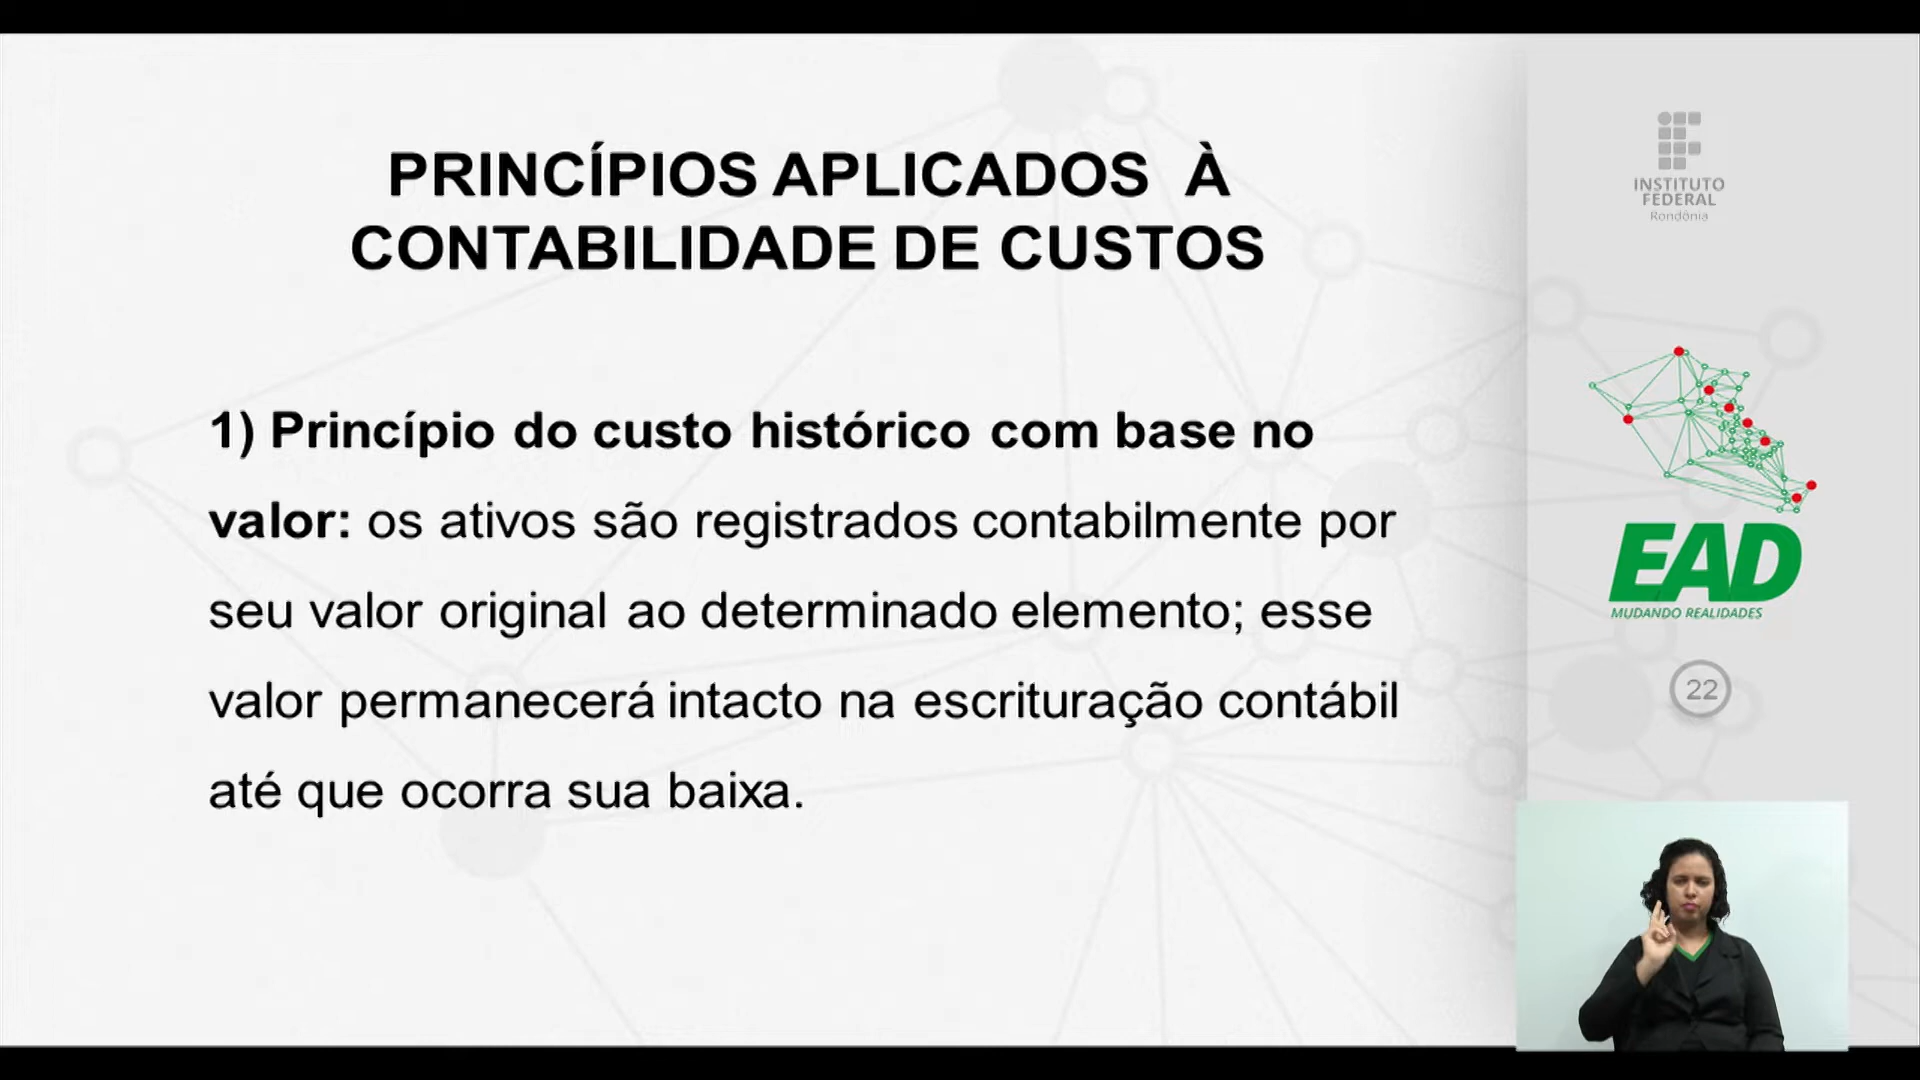 PRINCÍPIOS APLICADOS À
CONTABILIDADE DE CUSTOS
1) Princípio do custo histórico com base no
valor: os ativos são registrados contabilmente por
seu valor original ao determinado elemento; esse
valor permanecerá intacto na escrituração contábil
até que ocorra sua baixa.
INSTITUTO
FEDERAL
Rondônia
EAD
MUDANDO REALIDADES
22